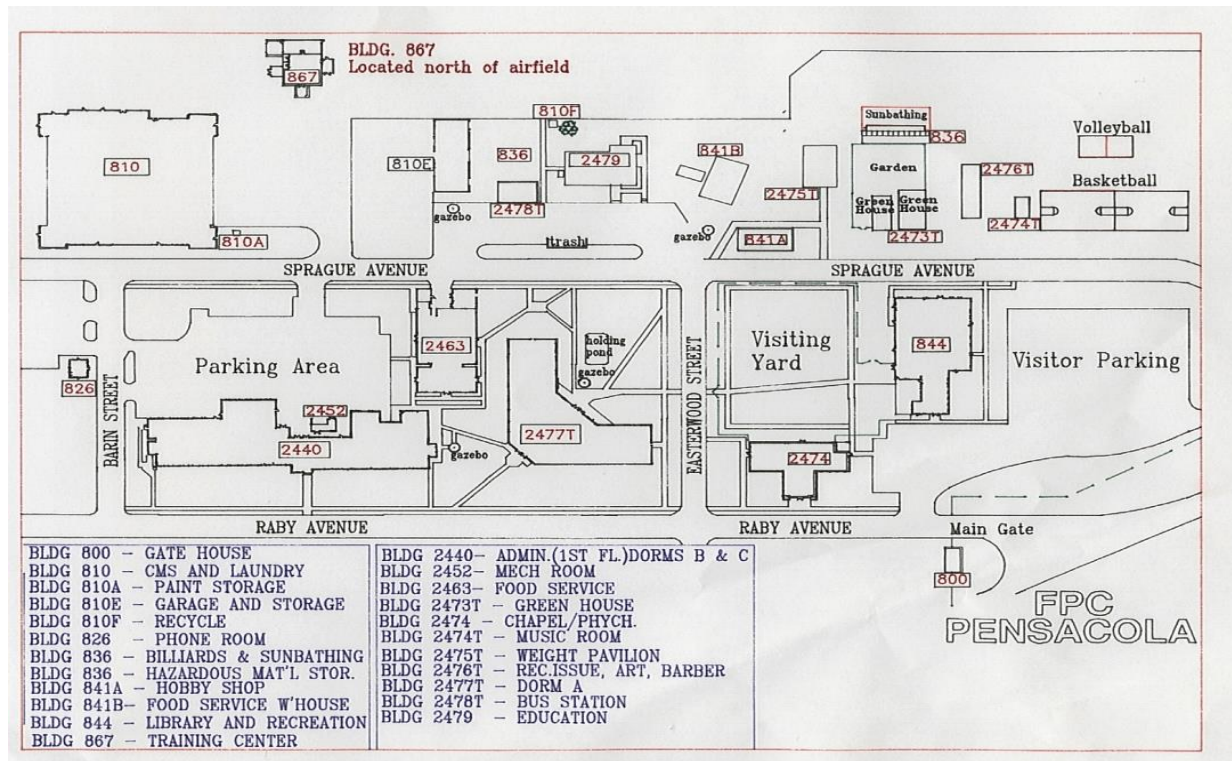 BLDG. 867
Located north of airfield
867
810F
Sunbathing
836
Volleyball
810
810E
836
2479
841B
Garden
2476T
Basketball
2475T
Green
House
Green
House
2478T
gazebo
2474T
810A
trash
gazebo
841A
2473T
SPRAGUE AVENUE
SPRAGUE AVENUE
Parking Area
2463
holding
pond
gazebo
Visiting
Yard
844
Visitor Parking
826
BARIN STREET
EASTERWOOD STREET
2452
2440
gazebo
2477T
2474
RABY AVENUE
RABY AVENUE
Main Gate
800
FPC
PENSACOLA
BLDG 800 - GATE HOUSE
BLDG 810 - CMS AND LAUNDRY
BLDG 810A - PAINT STORAGE
BLDG 810E - GARAGE AND STORAGE
BLDG 810F - RECYCLE
BLDG 826 - PHONE ROOM
BLDG 836 - BILLIARDS & SUNBATHING
BLDG 836 - HAZARDOUS MAT'L STOR.
BLDG 841A - HOBBY SHOP
BLDG 841B- FOOD SERVICE W'HOUSE
BLDG 844 - LIBRARY AND RECREATION
BLDG 867 - TRAINING CENTER
BLDG 2440- ADMIN.(1ST FL.)DORMS B & C
BLDG 2452- MECH ROOM
BLDG 2463- FOOD SERVICE
BLDG 2473T - GREEN HOUSE
BLDG 2474 - CHAPEL/PHYCH.
BLDG 2474T - MUSIC ROOM
BLDG 2475T - WEIGHT PAVILION
BLDG 2476T - REC.ISSUE, ART, BARBER
BLDG 2477T - DORM A
BLDG 2478T - BUS STATION
BLDG 2479 - EDUCATION